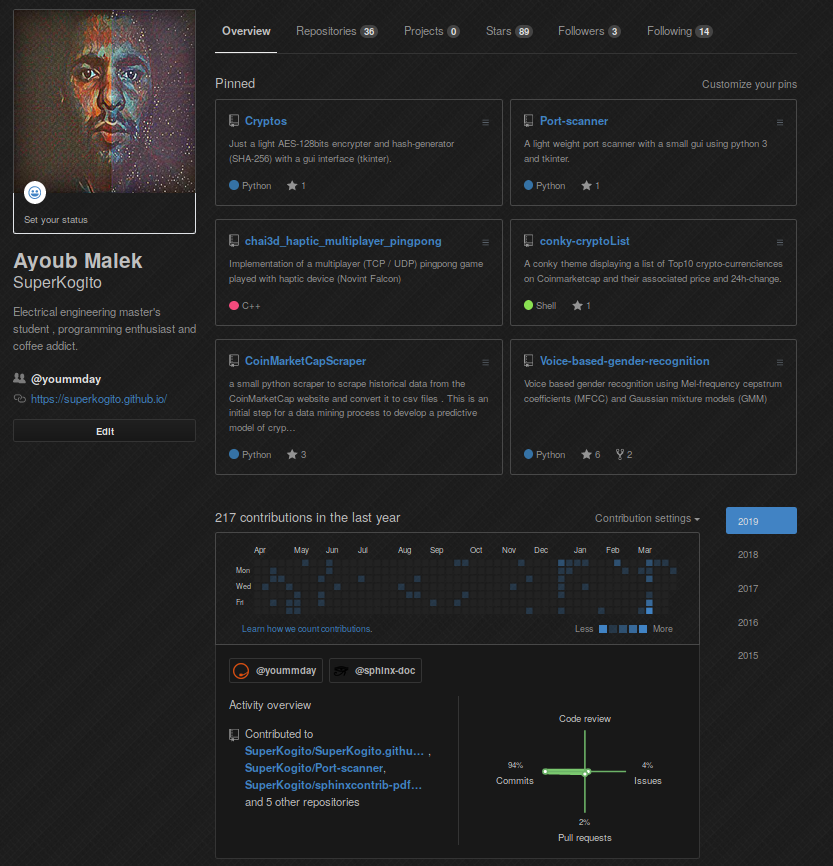 Overview Repositories 36 Projects 0 Stars 89 Followers 3 Following 14
Set your status
Ayoub Malek
SuperKogito
Electrical engineering master's
student , programming enthusiast and
coffee addict.
@yoummday
https://superkogito.github.io/
Edit
Pinned
Customize your pins
Cryptos
Just a light AES-128bits encrypter and hash-generator
(SHA-256) with a gui interface (tkinter).
Python 1
Port-scanner
A light weight port scanner with a small gui using python 3
and tkinter.
Python 1
chai3d_haptic_multiplayer_pingpong
Implementation of a multiplayer (TCP / UDP) pingpong game
played with haptic device (Novint Falcon)
C++
conky-cryptoList
A conky theme displaying a list of Top10 crypto-currenciences
on Coinmarketcap and their associated price and 24h-change.
Shell 1
CoinMarketCapScraper
a small python scraper to scrape historical data from the
CoinMarketCap website and convert it to csv files . This is an
initial step for a data mining process to develop a predictive
model of cryp…
Python 3
Voice-based-gender-recognition
Voice based gender recognition using Mel-frequency cepstrum
coefficients (MFCC) and Gaussian mixture models (GMM)
Python 6 2
217 contributions in the last year
Contribution settings
2019
2018
2017
2016
2015
Apr May Jun Jul Aug Sep Oct Nov Dec Jan Feb Mar
Mon
Wed
Fri
Learn how we count contributions.
Less More
@yoummday @sphinx-doc
Activity overview
Contributed to
SuperKogito/SuperKogito.githu… ,
SuperKogito/Port-scanner,
SuperKogito/sphinxcontrib-pdf…
and 5 other repositories
Code review
94%
Commits
4%
Issues
2%
Pull requests